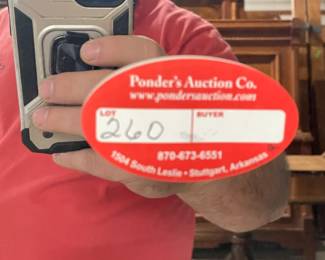 Ponder's Auction Co.
www.pondersauction.com
LOT BUYER
260
870-673-6551
1504 South Leslie • Stuttgart, Arkansas